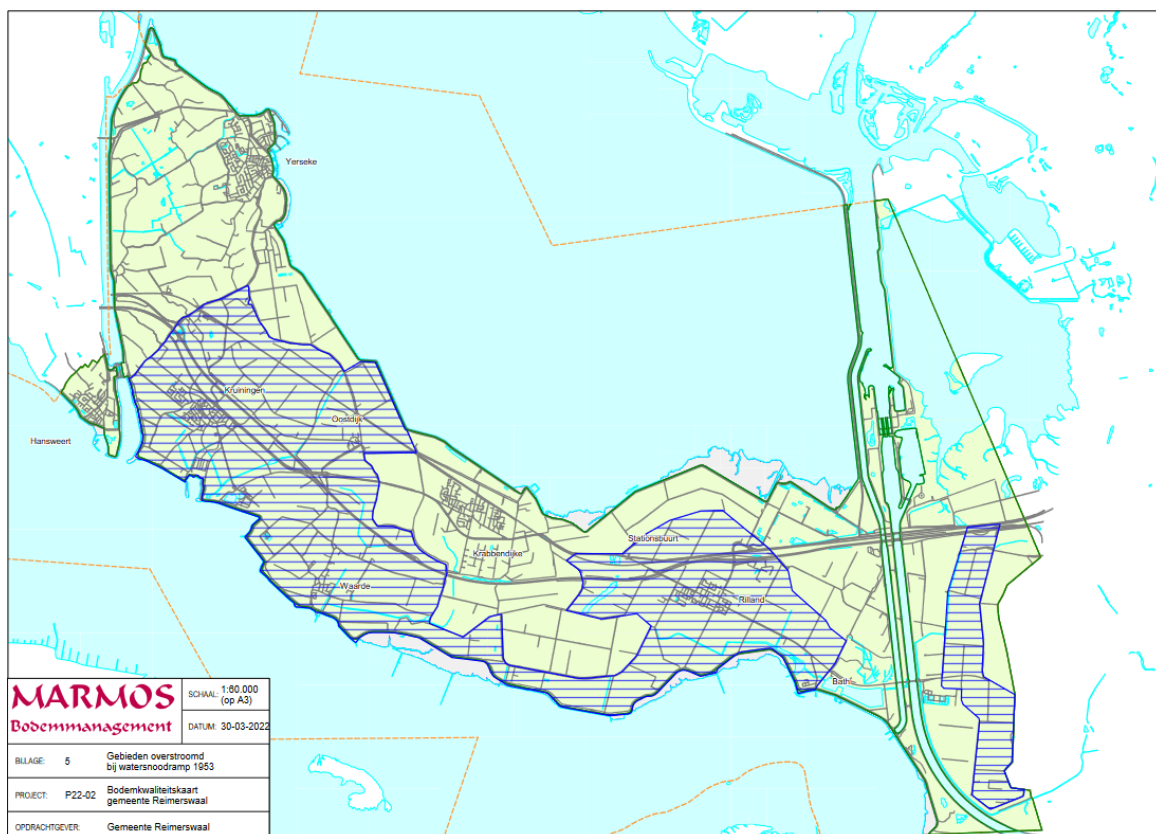 Yerseke
Kruiningen
Oostdijk
Hansweert
Krabbendijke
Stationsbuurt
Waarde
Rilland
Bath
MARMOS
Bodemmanagement
SCHAAL: 1:60.000
(op A3)
DATUM: 30-03-2022
BIJLAGE: 5 Gebieden overstroomd
bij watersnoodramp 1953
PROJECT: P22-02 Bodemkwaliteitskaart
gemeente Reimerswaal
OPDRACHTGEVER: Gemeente Reimerswaal